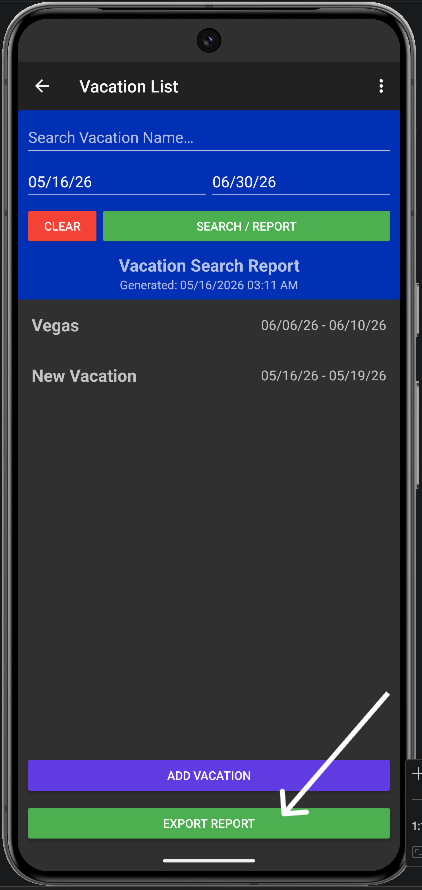 Vacation List
Search Vacation Name...
05/16/26 06/30/26
CLEAR SEARCH / REPORT
Vacation Search Report
Generated: 05/16/2026 03:11 AM
Vegas 06/06/26 - 06/10/26
New Vacation 05/16/26 - 05/19/26
ADD VACATION
EXPORT REPORT